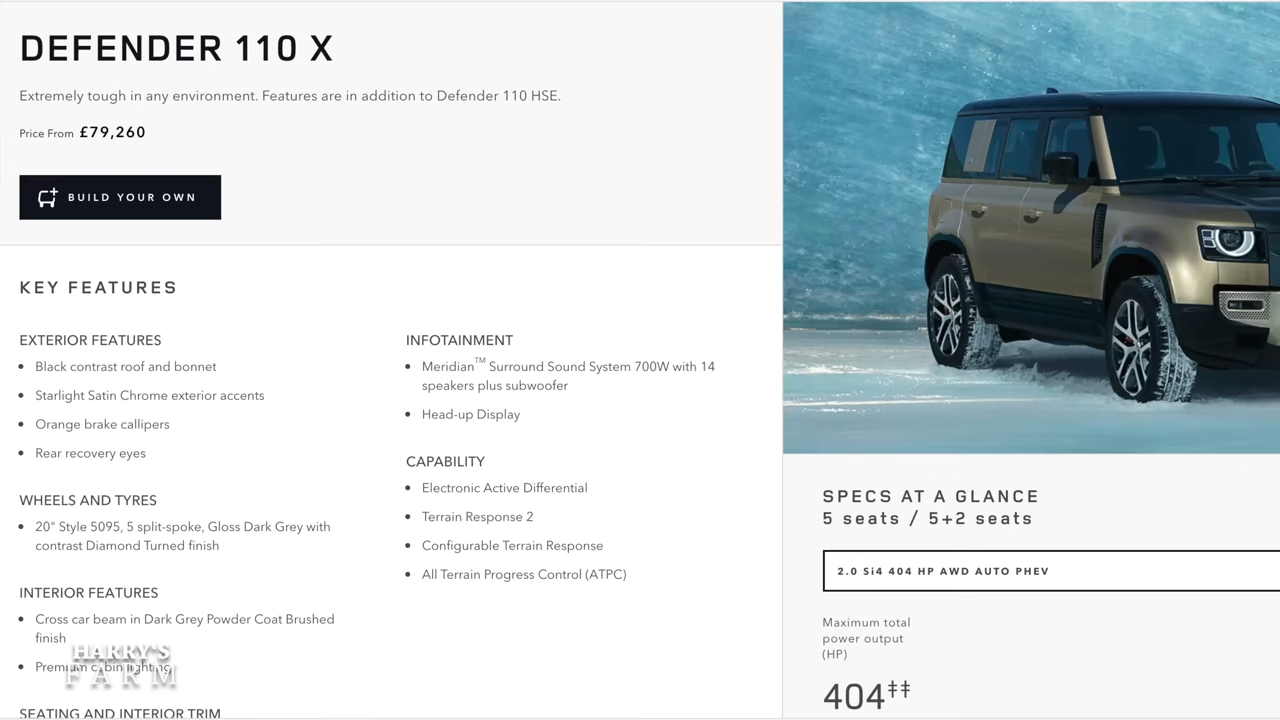 DEFENDER 110 X
Extremely tough in any environment. Features are in addition to Defender 110 HSE.
Price From £79,260
BUILD YOUR OWN
KEY FEATURES
EXTERIOR FEATURES
• Black contrast roof and bonnet
• Starlight Satin Chrome exterior accents
• Orange brake callipers
• Rear recovery eyes
WHEELS AND TYRES
• 20" Style 5095, 5 split-spoke, Gloss Dark Grey with
contrast Diamond Turned finish
INTERIOR FEATURES
• Cross car beam in Dark Grey Powder Coat Brushed
finish
• Premium cabin lighting
SEATING AND INTERIOR TRIM
INFOTAINMENT
• Meridian™ Surround Sound System 700W with 14
speakers plus subwoofer
• Head-up Display
CAPABILITY
• Electronic Active Differential
• Terrain Response 2
• Configurable Terrain Response
• All Terrain Progress Control (ATPC)
SPECS AT A GLANCE
5 seats / 5+2 seats
2.0 Si4 404 HP AWD AUTO PHEV
Maximum total
power output
(HP)
404‡‡
HARRY'S
FARM